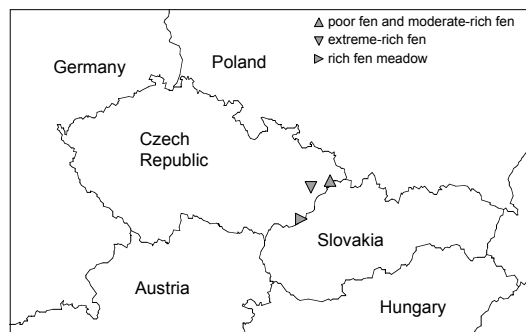 poor fen and moderate-rich fen
extreme-rich fen
rich fen meadow
Germany
Poland
Czech
Republic
Slovakia
Austria
Hungary